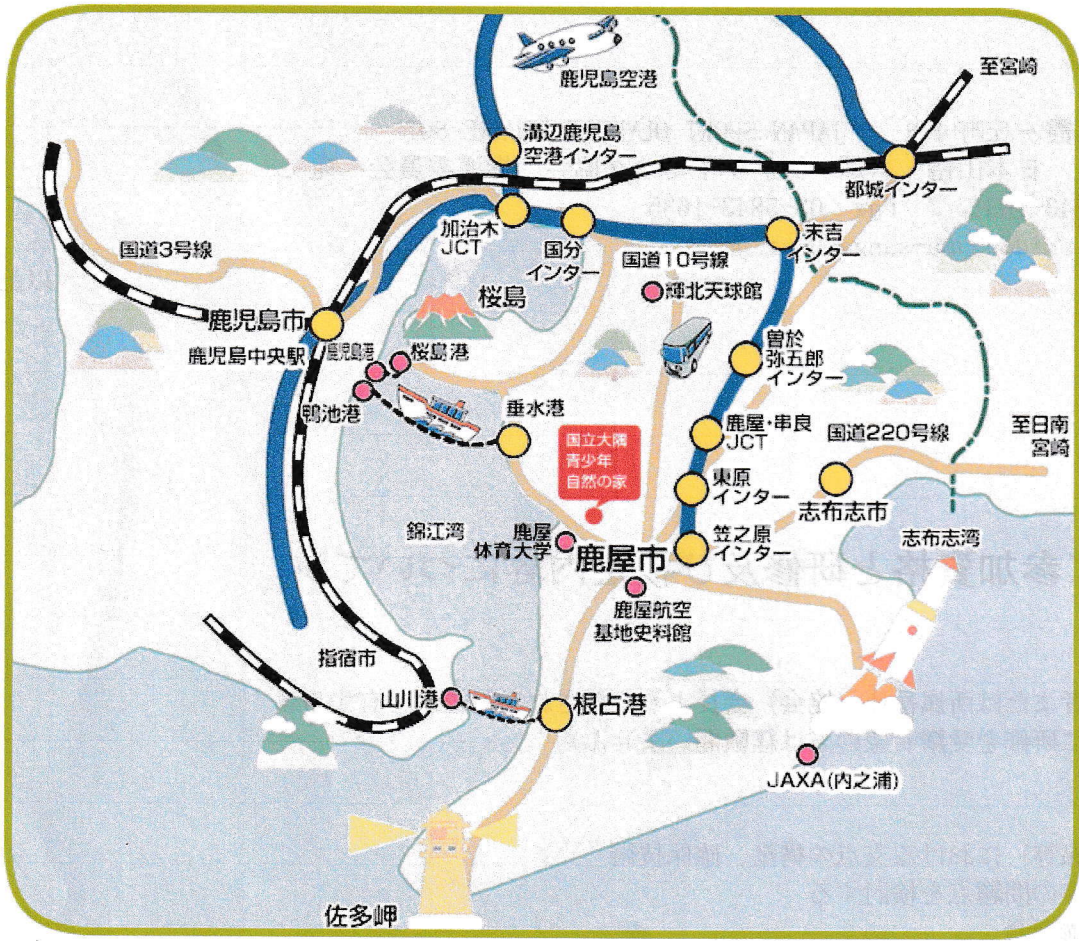 至宮崎
鹿児島空港
溝辺鹿児島
空港インター
都城インター
加治木
JCT
国分
インター
末吉
インター
国道3号線
国道10号線
輝北天球館
桜島
鹿児島市
鹿児島中央駅
鹿児島港
桜島港
曽於
弥五郎
インター
鴨池港
垂水港
鹿屋・串良
JCT
国道220号線
至日南
宮崎
国立大隅
青少年
自然の家
東原
インター
志布志市
錦江湾
鹿屋
体育大学
鹿屋市
笠之原
インター
志布志湾
鹿屋航空
基地史料館
指宿市
山川港
根占港
JAXA(内之浦)
佐多岬